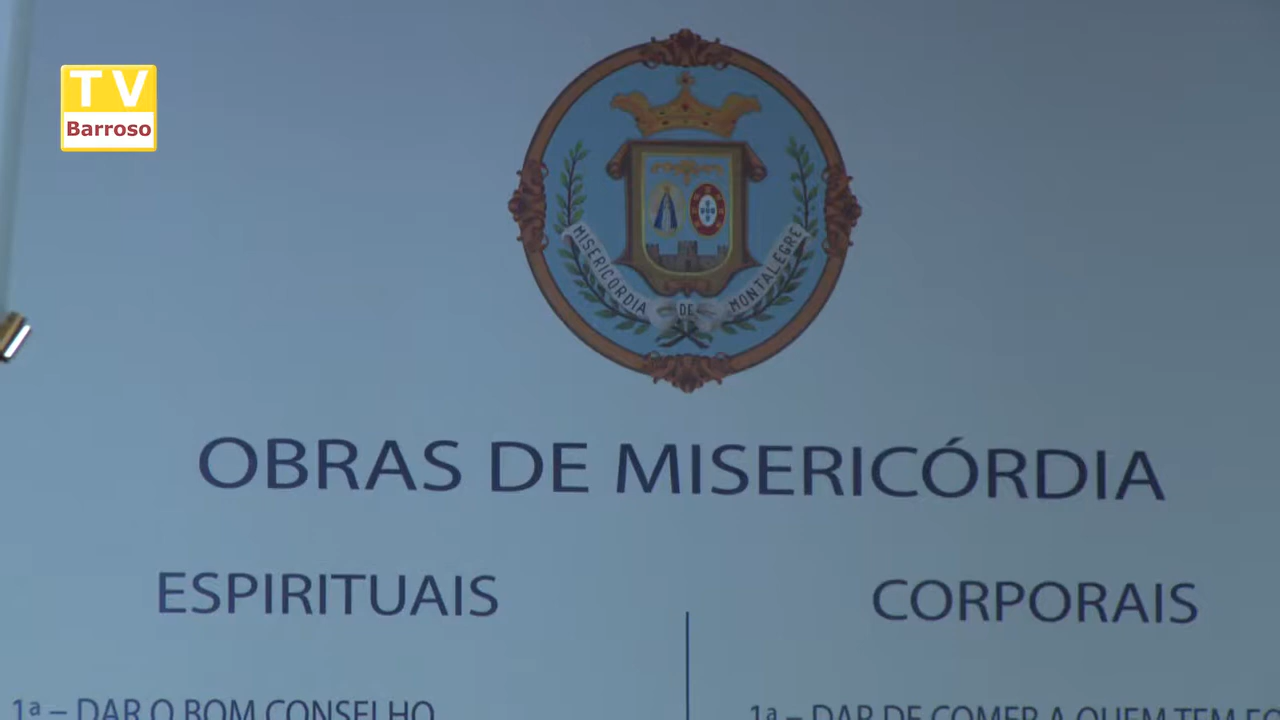 TV
Barroso
MISERICÓRDIA DE MONTALEGRE
OBRAS DE MISERICÓRDIA
ESPIRITUAIS
CORPORAIS
1ª – DAR O BOM CONSELHO
1ª – DAR DE COMER A QUEM TEM